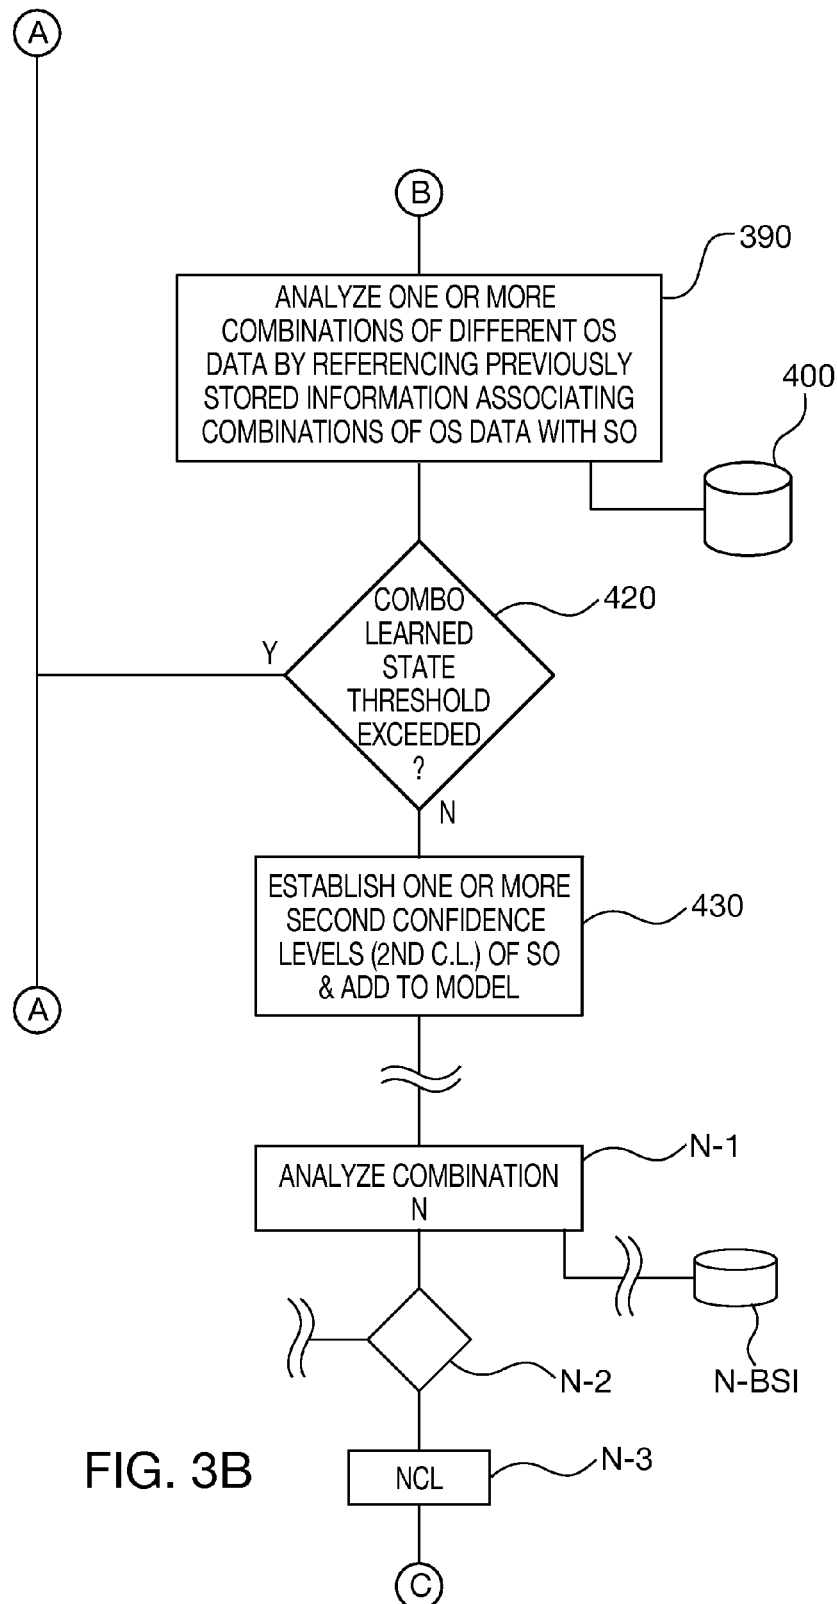 A
B
390
ANALYZE ONE OR MORE
COMBINATIONS OF DIFFERENT OS
DATA BY REFERENCING PREVIOUSLY
STORED INFORMATION ASSOCIATING
COMBINATIONS OF OS DATA WITH SO
400
COMBO
LEARNED
STATE
THRESHOLD
EXCEEDED
?
420
Y
N
ESTABLISH ONE OR MORE
SECOND CONFIDENCE
LEVELS (2ND C.L.) OF SO
& ADD TO MODEL
430
A
ANALYZE COMBINATION
N
N-1
N-BSI
N-2
NCL
N-3
FIG. 3B
C